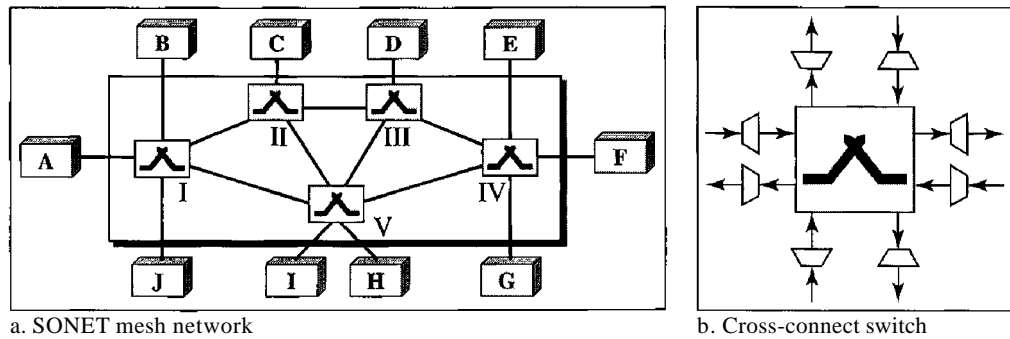 B C D E
A I II III IV F
V
J I H G
a. SONET mesh network
b. Cross-connect switch